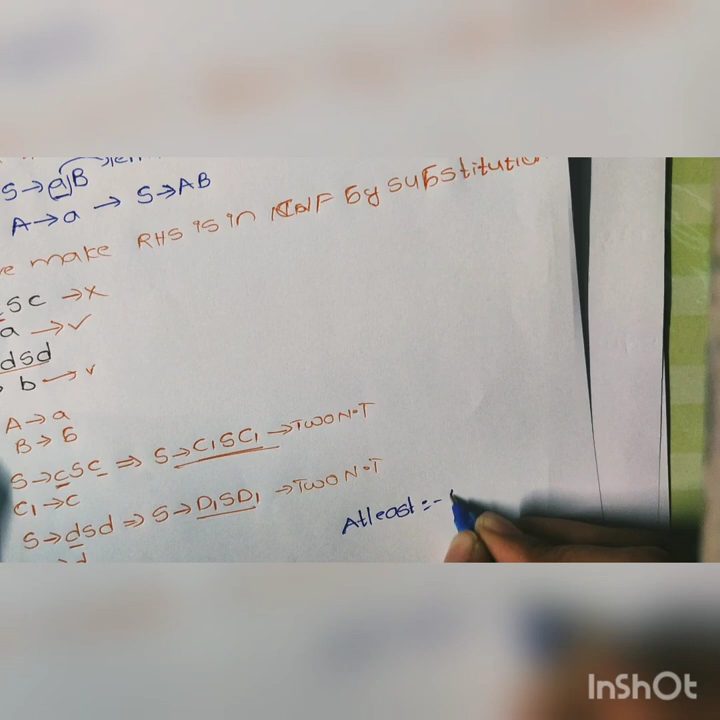 S→aB
A→a → S→AB
make RHS is in CNF by substitution
SC →x
a →✓
dsd
b →✓
A→a
B→b
S→cSc ⇒ S→C₁SC₁ →TWO N·T
C₁→c
S→dSd ⇒ S→D₁SD₁ →TWO N·T
Atleast :-
InShOt